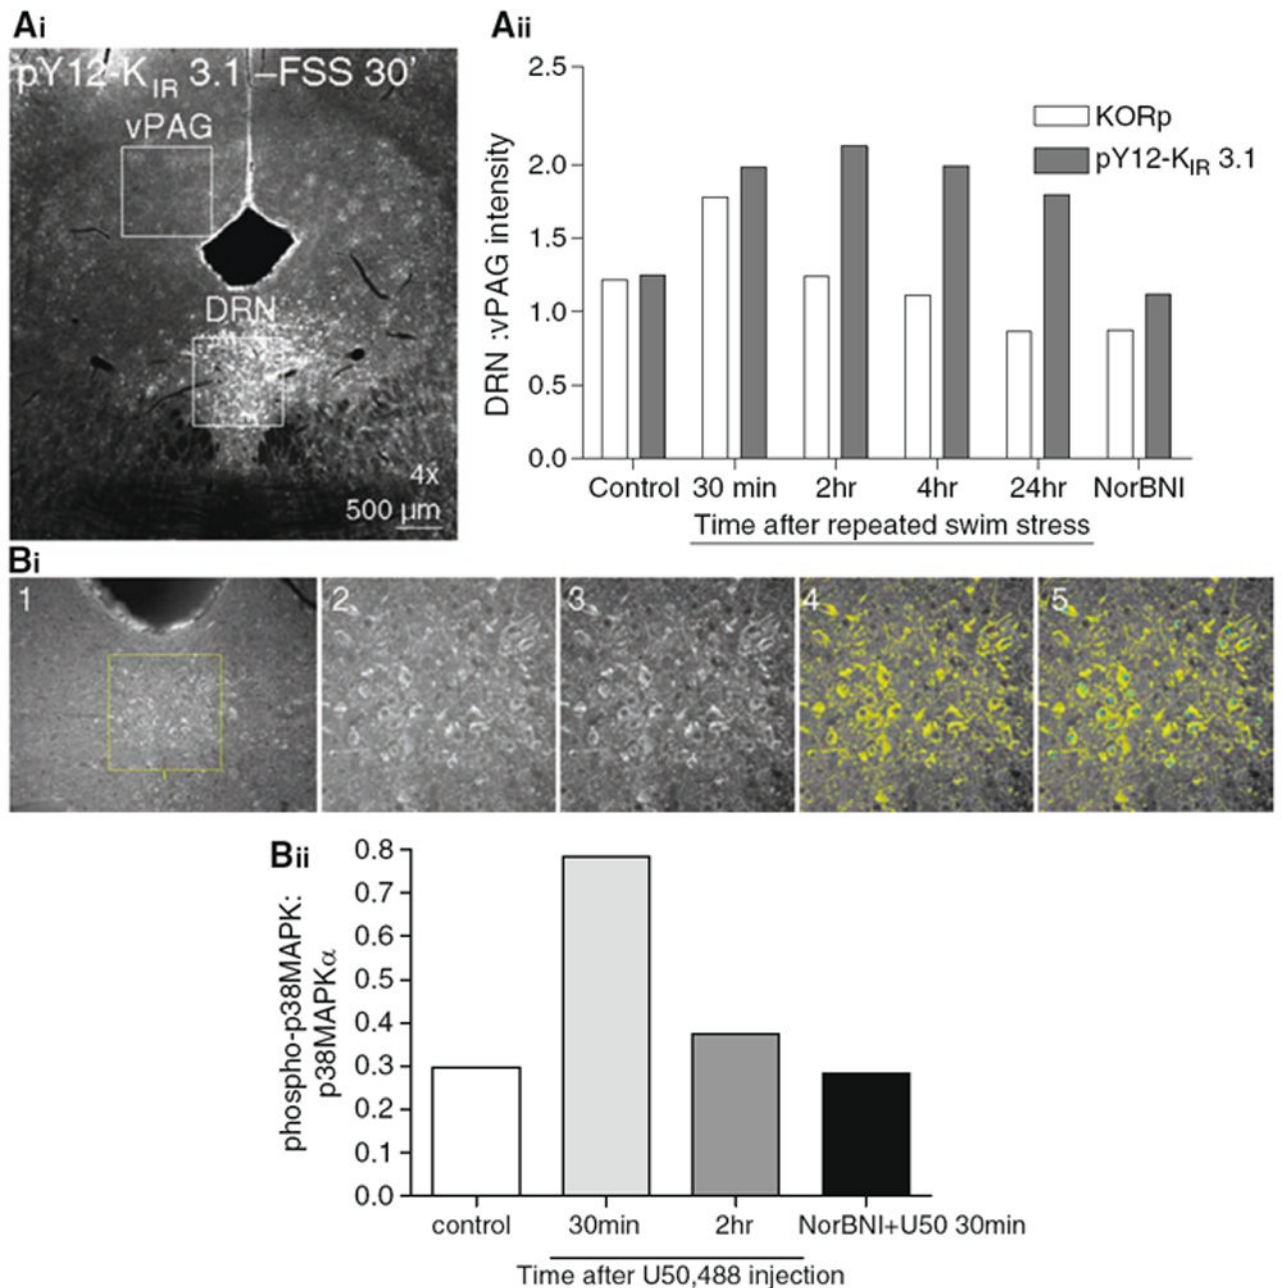 Ai
pY12-K IR 3.1 –FSS 30'
vPAG
DRN
4x
500 µm
Aii
DRN :vPAG intensity
2.5
2.0
1.5
1.0
0.5
0.0
KORp
pY12-K IR 3.1
Control 30 min 2hr 4hr 24hr NorBNI
Time after repeated swim stress
Bi
1 2 3 4 5
Bii
phospho-p38MAPK:
p38MAPKα
0.8
0.7
0.6
0.5
0.4
0.3
0.2
0.1
0.0
control 30min 2hr NorBNI+U50 30min
Time after U50,488 injection